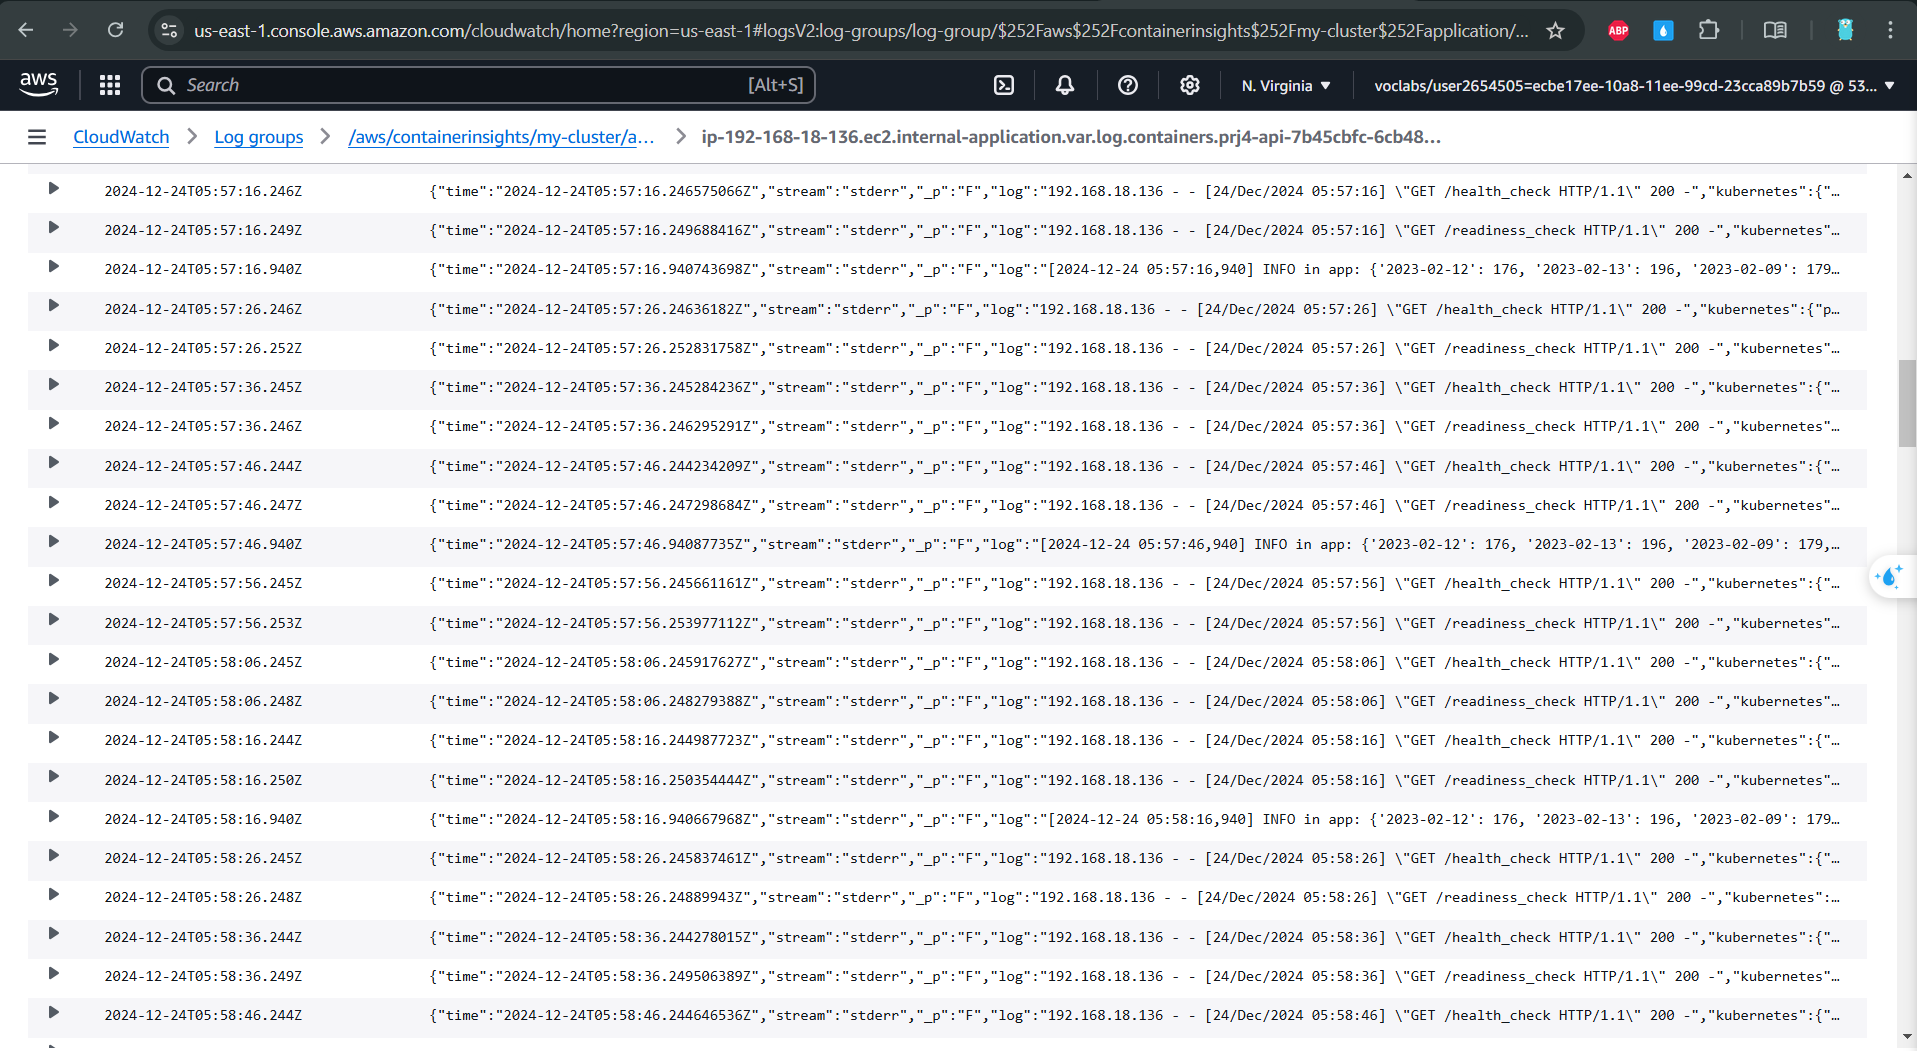 us-east-1.console.aws.amazon.com/cloudwatch/home?region=us-east-1#logsV2:log-groups/log-group/$252Faws$252Fcontainerinsights$252Fmy-cluster$252Fapplication/...
ABP
aws
Search
[Alt+S]
N. Virginia
voclabs/user2654505=ecbe17ee-10a8-11ee-99cd-23cca89b7b59 @ 53...
CloudWatch
Log groups
/aws/containerinsights/my-cluster/a...
ip-192-168-18-136.ec2.internal-application.var.log.containers.prj4-api-7b45cbfc-6cb48...
2024-12-24T05:57:16.246Z {"time":"2024-12-24T05:57:16.246575066Z","stream":"stderr","_p":"F","log":"192.168.18.136 - - [24/Dec/2024 05:57:16] \"GET /health_check HTTP/1.1\" 200 -","kubernetes":{"...
2024-12-24T05:57:16.249Z {"time":"2024-12-24T05:57:16.249688416Z","stream":"stderr","_p":"F","log":"192.168.18.136 - - [24/Dec/2024 05:57:16] \"GET /readiness_check HTTP/1.1\" 200 -","kubernetes"...
2024-12-24T05:57:16.940Z {"time":"2024-12-24T05:57:16.940743698Z","stream":"stderr","_p":"F","log":"[2024-12-24 05:57:16,940] INFO in app: {'2023-02-12': 176, '2023-02-13': 196, '2023-02-09': 179...
2024-12-24T05:57:26.246Z {"time":"2024-12-24T05:57:26.24636182Z","stream":"stderr","_p":"F","log":"192.168.18.136 - - [24/Dec/2024 05:57:26] \"GET /health_check HTTP/1.1\" 200 -","kubernetes":{"p...
2024-12-24T05:57:26.252Z {"time":"2024-12-24T05:57:26.252831758Z","stream":"stderr","_p":"F","log":"192.168.18.136 - - [24/Dec/2024 05:57:26] \"GET /readiness_check HTTP/1.1\" 200 -","kubernetes"...
2024-12-24T05:57:36.245Z {"time":"2024-12-24T05:57:36.245284236Z","stream":"stderr","_p":"F","log":"192.168.18.136 - - [24/Dec/2024 05:57:36] \"GET /health_check HTTP/1.1\" 200 -","kubernetes":{"...
2024-12-24T05:57:36.246Z {"time":"2024-12-24T05:57:36.246295291Z","stream":"stderr","_p":"F","log":"192.168.18.136 - - [24/Dec/2024 05:57:36] \"GET /readiness_check HTTP/1.1\" 200 -","kubernetes"...
2024-12-24T05:57:46.244Z {"time":"2024-12-24T05:57:46.244234209Z","stream":"stderr","_p":"F","log":"192.168.18.136 - - [24/Dec/2024 05:57:46] \"GET /health_check HTTP/1.1\" 200 -","kubernetes":{"...
2024-12-24T05:57:46.247Z {"time":"2024-12-24T05:57:46.247298684Z","stream":"stderr","_p":"F","log":"192.168.18.136 - - [24/Dec/2024 05:57:46] \"GET /readiness_check HTTP/1.1\" 200 -","kubernetes"...
2024-12-24T05:57:46.940Z {"time":"2024-12-24T05:57:46.94087735Z","stream":"stderr","_p":"F","log":"[2024-12-24 05:57:46,940] INFO in app: {'2023-02-12': 176, '2023-02-13': 196, '2023-02-09': 179,...
2024-12-24T05:57:56.245Z {"time":"2024-12-24T05:57:56.245661161Z","stream":"stderr","_p":"F","log":"192.168.18.136 - - [24/Dec/2024 05:57:56] \"GET /health_check HTTP/1.1\" 200 -","kubernetes":{"...
2024-12-24T05:57:56.253Z {"time":"2024-12-24T05:57:56.253977112Z","stream":"stderr","_p":"F","log":"192.168.18.136 - - [24/Dec/2024 05:57:56] \"GET /readiness_check HTTP/1.1\" 200 -","kubernetes"...
2024-12-24T05:58:06.245Z {"time":"2024-12-24T05:58:06.245917627Z","stream":"stderr","_p":"F","log":"192.168.18.136 - - [24/Dec/2024 05:58:06] \"GET /health_check HTTP/1.1\" 200 -","kubernetes":{"...
2024-12-24T05:58:06.248Z {"time":"2024-12-24T05:58:06.248279388Z","stream":"stderr","_p":"F","log":"192.168.18.136 - - [24/Dec/2024 05:58:06] \"GET /readiness_check HTTP/1.1\" 200 -","kubernetes"...
2024-12-24T05:58:16.244Z {"time":"2024-12-24T05:58:16.244987723Z","stream":"stderr","_p":"F","log":"192.168.18.136 - - [24/Dec/2024 05:58:16] \"GET /health_check HTTP/1.1\" 200 -","kubernetes":{"...
2024-12-24T05:58:16.250Z {"time":"2024-12-24T05:58:16.250354444Z","stream":"stderr","_p":"F","log":"192.168.18.136 - - [24/Dec/2024 05:58:16] \"GET /readiness_check HTTP/1.1\" 200 -","kubernetes"...
2024-12-24T05:58:16.940Z {"time":"2024-12-24T05:58:16.940667968Z","stream":"stderr","_p":"F","log":"[2024-12-24 05:58:16,940] INFO in app: {'2023-02-12': 176, '2023-02-13': 196, '2023-02-09': 179...
2024-12-24T05:58:26.245Z {"time":"2024-12-24T05:58:26.245837461Z","stream":"stderr","_p":"F","log":"192.168.18.136 - - [24/Dec/2024 05:58:26] \"GET /health_check HTTP/1.1\" 200 -","kubernetes":{"...
2024-12-24T05:58:26.248Z {"time":"2024-12-24T05:58:26.24889943Z","stream":"stderr","_p":"F","log":"192.168.18.136 - - [24/Dec/2024 05:58:26] \"GET /readiness_check HTTP/1.1\" 200 -","kubernetes":...
2024-12-24T05:58:36.244Z {"time":"2024-12-24T05:58:36.244278015Z","stream":"stderr","_p":"F","log":"192.168.18.136 - - [24/Dec/2024 05:58:36] \"GET /health_check HTTP/1.1\" 200 -","kubernetes":{"...
2024-12-24T05:58:36.249Z {"time":"2024-12-24T05:58:36.249506389Z","stream":"stderr","_p":"F","log":"192.168.18.136 - - [24/Dec/2024 05:58:36] \"GET /readiness_check HTTP/1.1\" 200 -","kubernetes"...
2024-12-24T05:58:46.244Z {"time":"2024-12-24T05:58:46.244646536Z","stream":"stderr","_p":"F","log":"192.168.18.136 - - [24/Dec/2024 05:58:46] \"GET /health_check HTTP/1.1\" 200 -","kubernetes":{"...